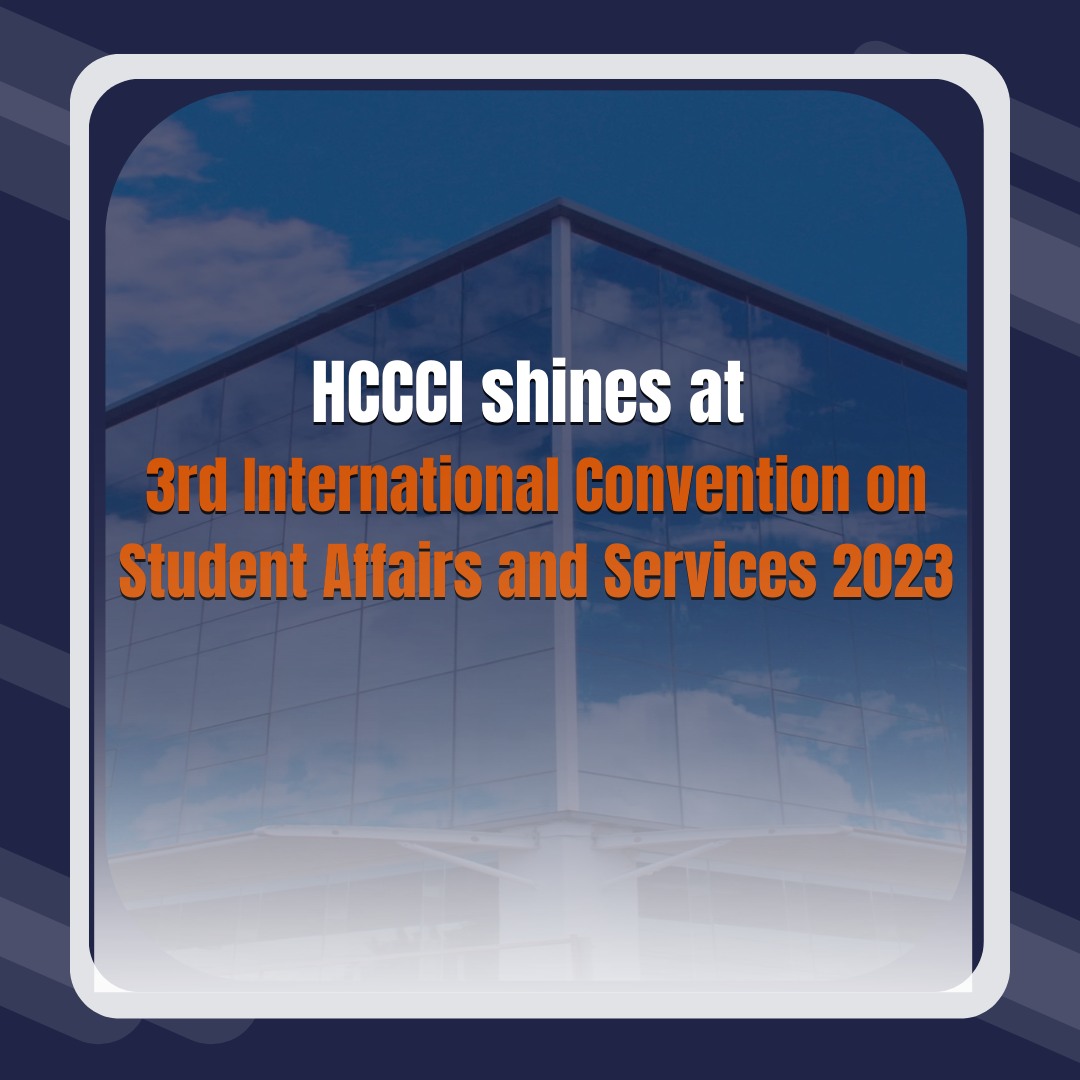 HCCCI shines at
3rd International Convention on
Student Affairs and Services 2023